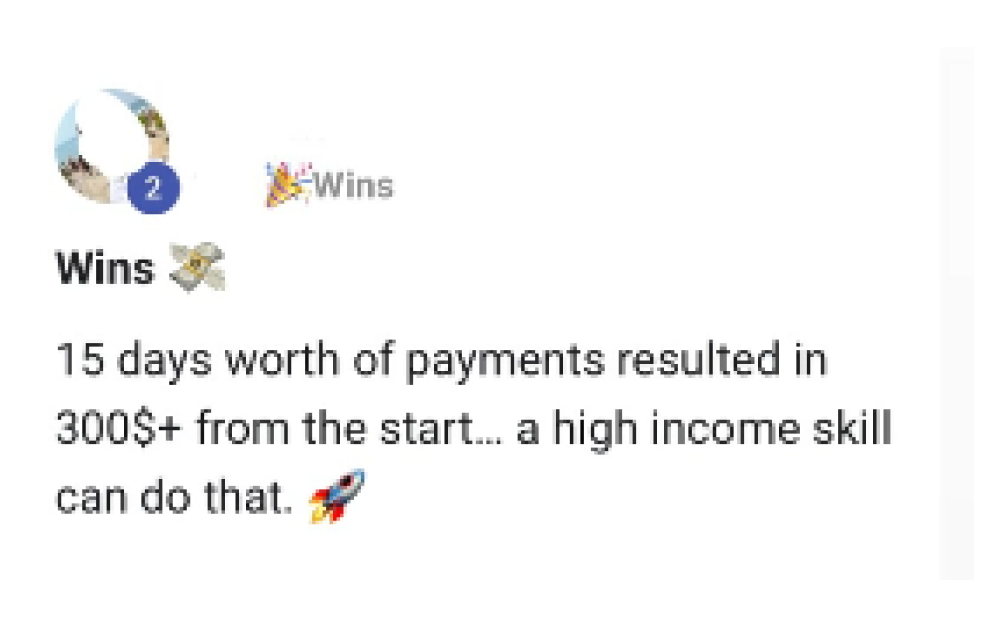 2
🎉Wins
Wins 💸
15 days worth of payments resulted in
300$+ from the start... a high income skill
can do that. 🚀